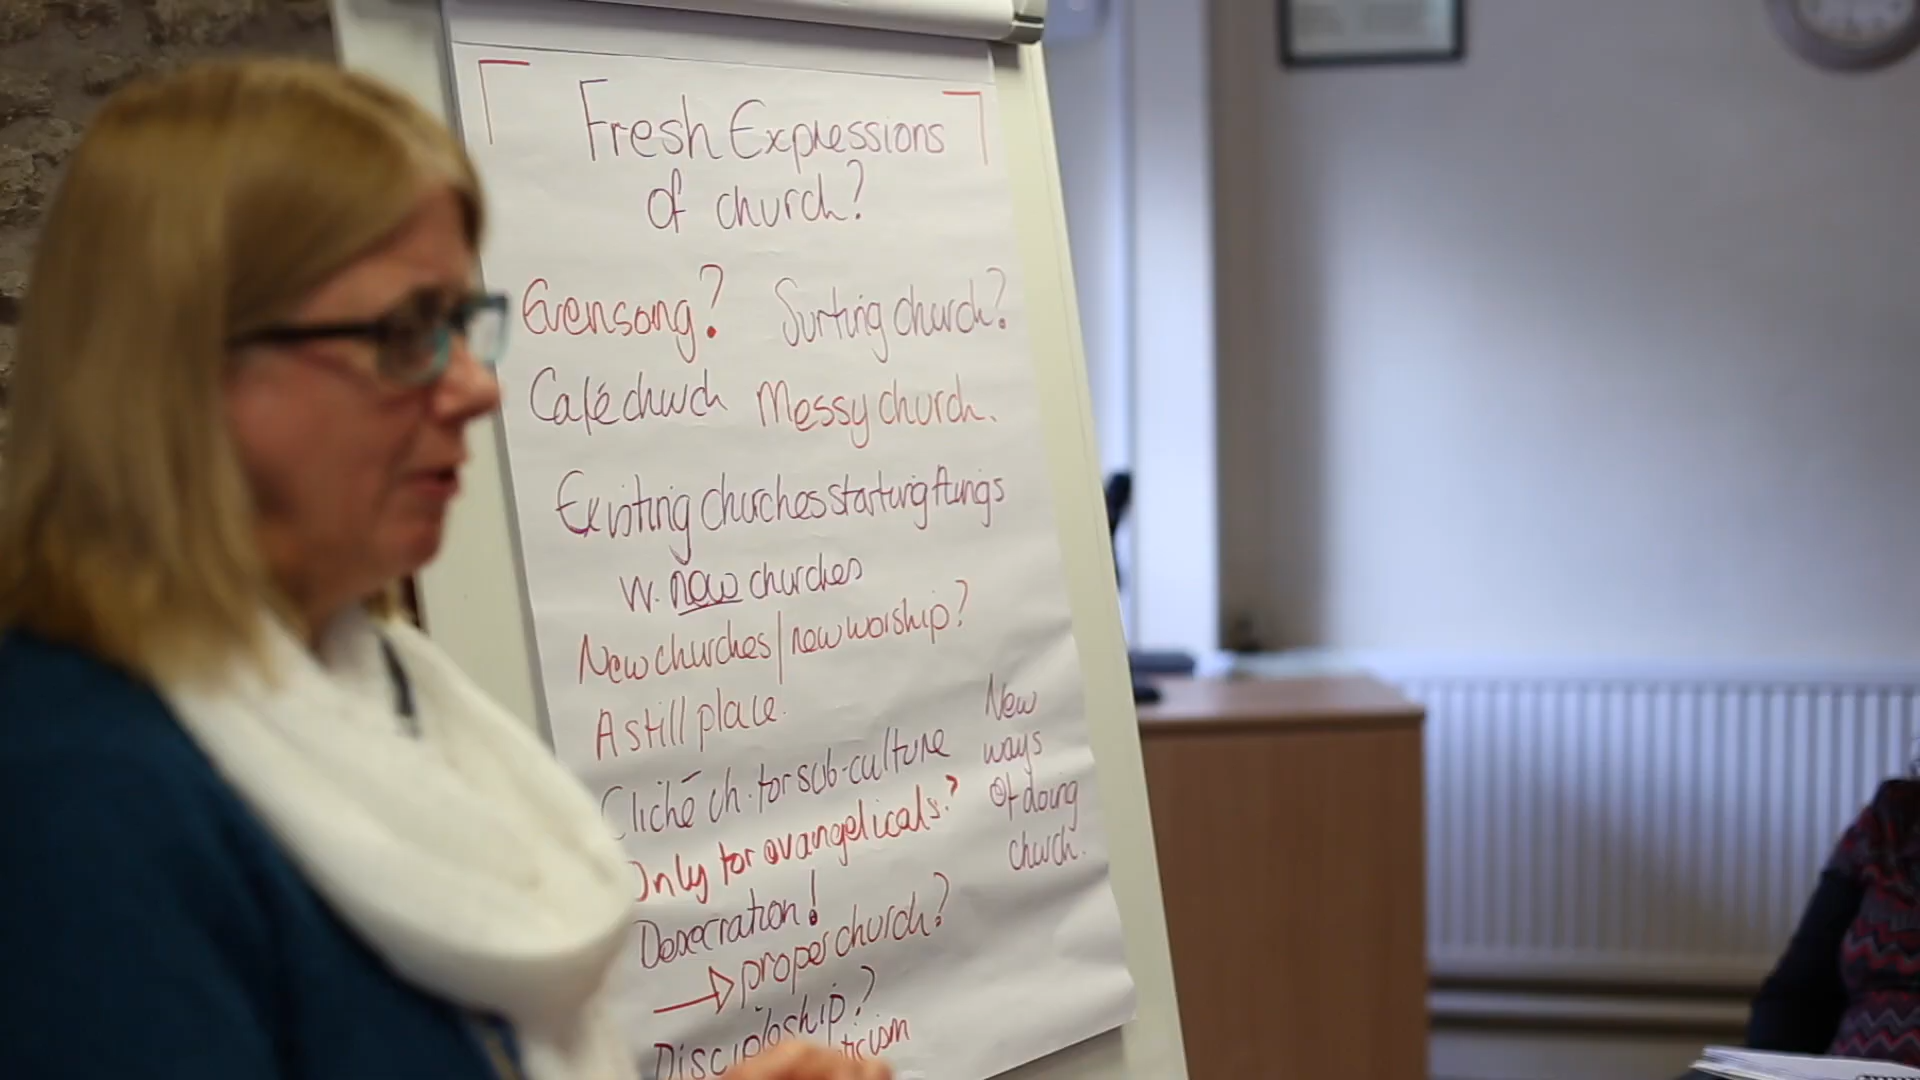 Fresh Expressions
of church?
Evensong? Surfing church?
Café church Messy church.
Existing churches starting things
w. new churches
New churches/new worship?
A still place.
Cliché ch. for sub-culture
New
ways
Of doing
church.
Only for evangelicals?
Desecration!
→ proper church?
Discipleship?